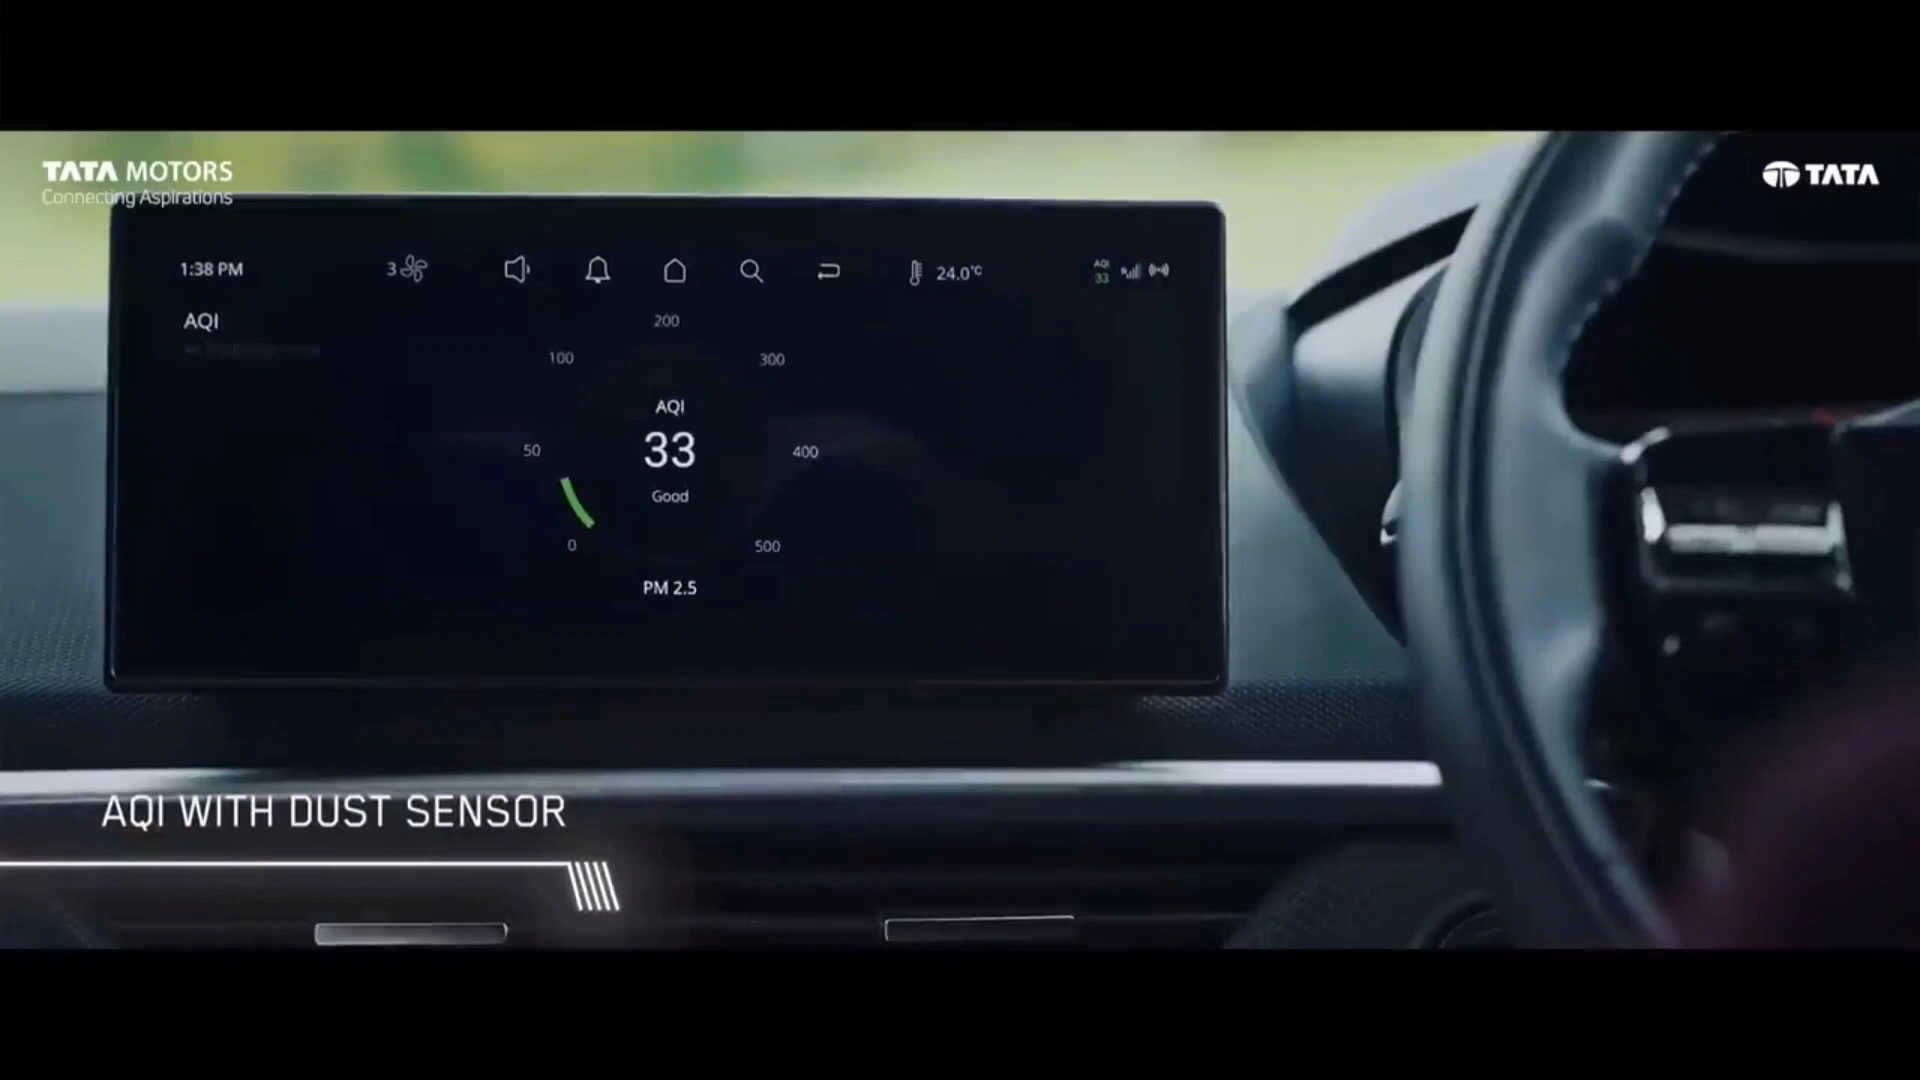 TATA MOTORS
Connecting Aspirations
TATA
1:38 PM
3
24.0°C
AQI
33
AQI
200
100
300
AQI
50
33
400
Good
0
500
PM 2.5
AQI WITH DUST SENSOR